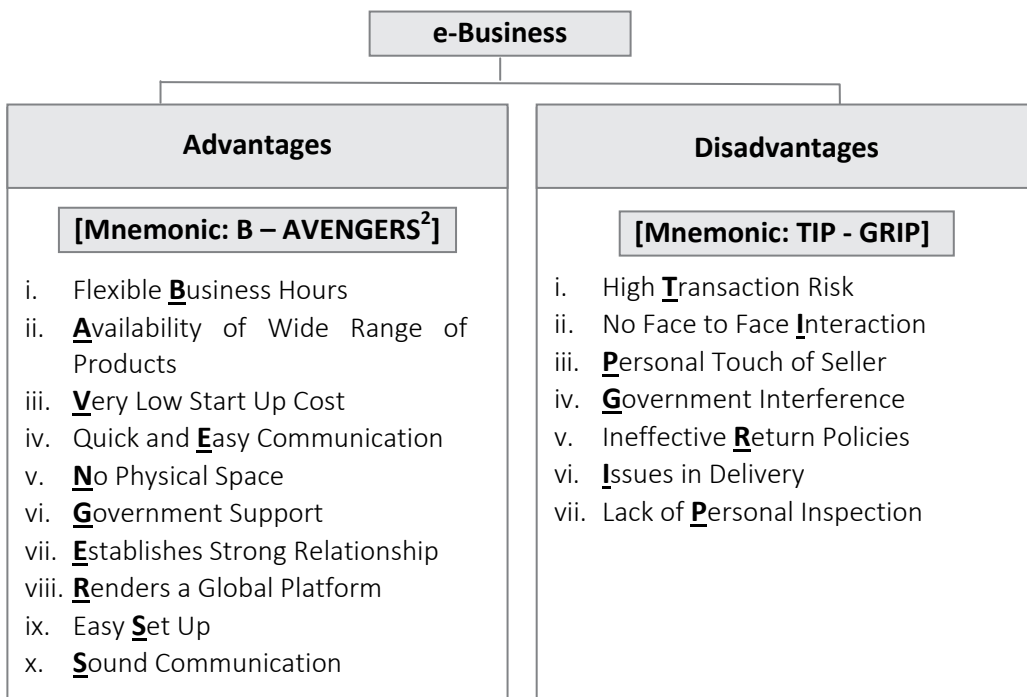 e-Business
Advantages
[Mnemonic: B – AVENGERS²]
i. Flexible Business Hours
ii. Availability of Wide Range of
Products
iii. Very Low Start Up Cost
iv. Quick and Easy Communication
v. No Physical Space
vi. Government Support
vii. Establishes Strong Relationship
viii. Renders a Global Platform
ix. Easy Set Up
x. Sound Communication
Disadvantages
[Mnemonic: TIP - GRIP]
i. High Transaction Risk
ii. No Face to Face Interaction
iii. Personal Touch of Seller
iv. Government Interference
v. Ineffective Return Policies
vi. Issues in Delivery
vii. Lack of Personal Inspection